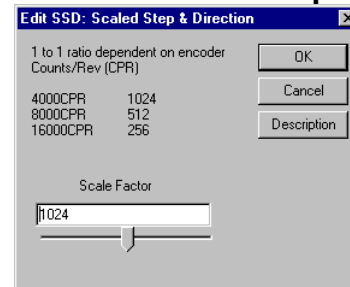 Edit SSD: Scaled Step & Direction
1 to 1 ratio dependent on encoder
Counts/Rev (CPR)
4000CPR 1024
8000CPR 512
16000CPR 256
OK
Cancel
Description
Scale Factor
1024